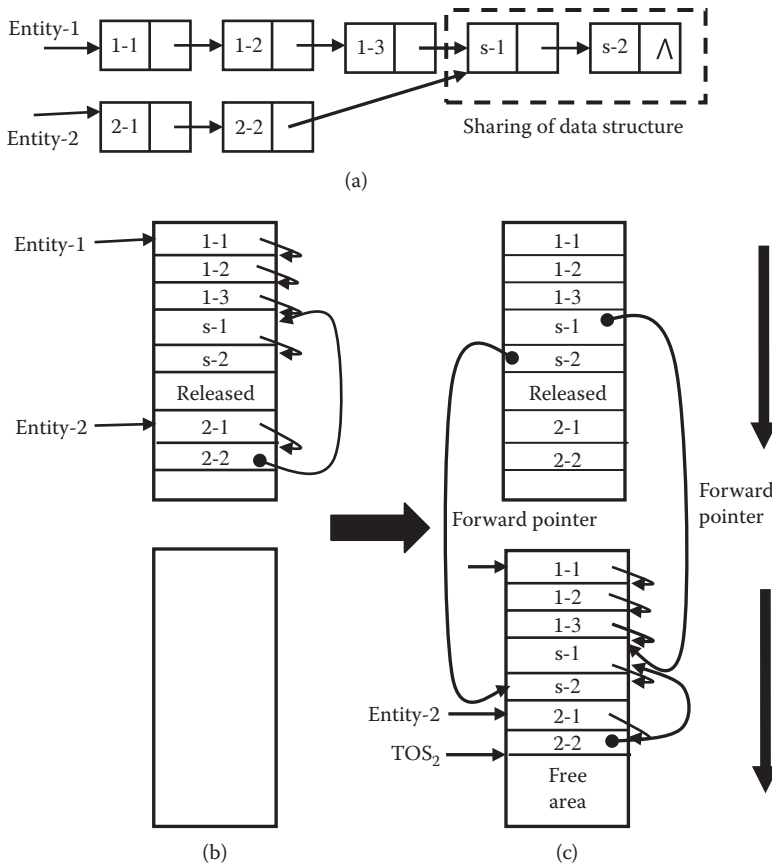 Entity-1
1-1
1-2
1-3
s-1
s-2 Λ
Entity-2
2-1
2-2
Sharing of data structure
(a)
Entity-1
1-1
1-2
1-3
s-1
s-2
Released
Entity-2
2-1
2-2
(b)
1-1
1-2
1-3
s-1
s-2
Released
2-1
2-2
Forward pointer
Forward
pointer
1-1
1-2
1-3
s-1
s-2
Entity-2
2-1
2-2
TOS₂
Free
area
(c)